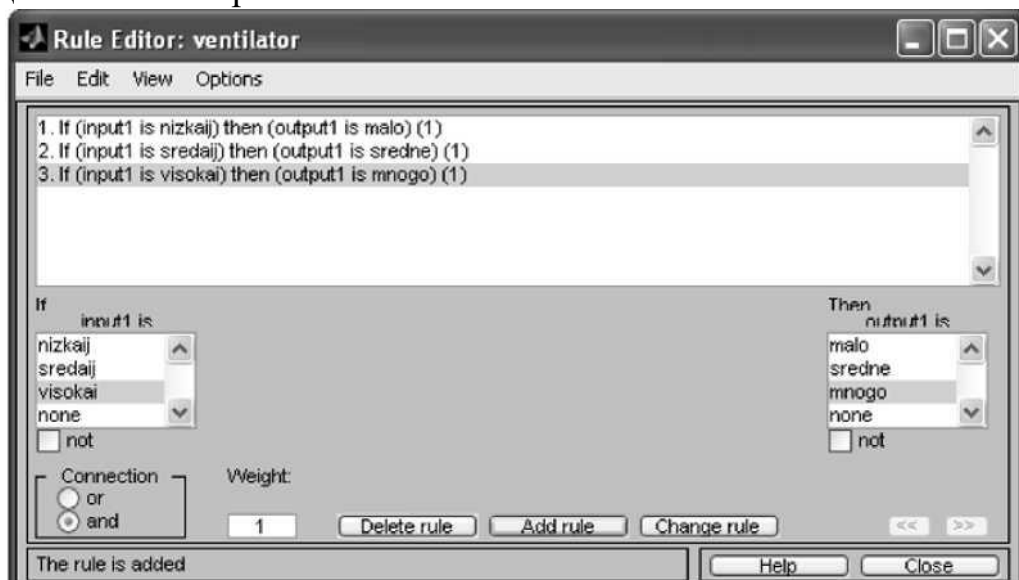 Rule Editor: ventilator
File Edit View Options
1. If (input1 is nizkaij) then (output1 is malo) (1)
2. If (input1 is sredaij) then (output1 is sredne) (1)
3. If (input1 is visokai) then (output1 is mnogo) (1)
If
input1 is
nizkaij
sredaij
visokai
none
not
Then
output1 is
malo
sredne
mnogo
none
not
Connection
or
and
Weight:
1
Delete rule Add rule Change rule << >>
The rule is added
Help Close